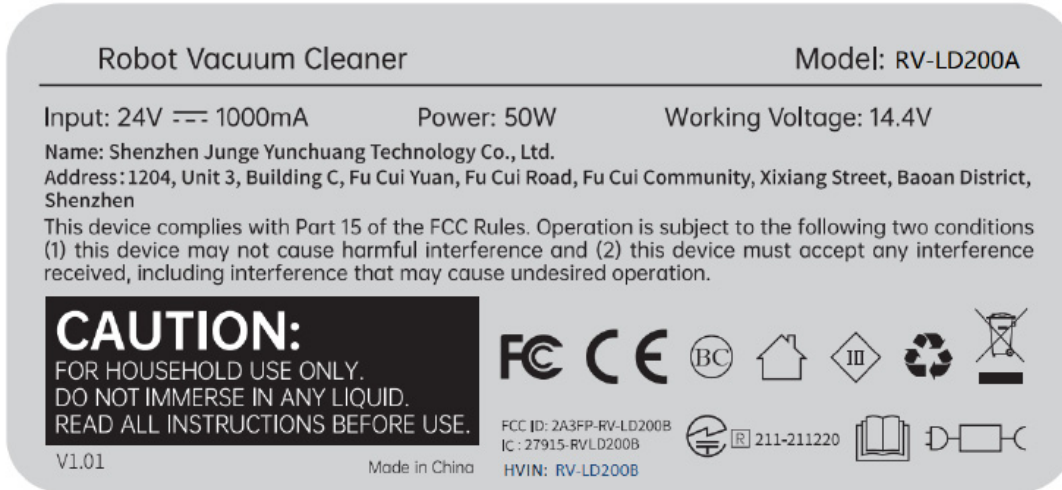 Robot Vacuum Cleaner Model: RV-LD200A
Input: 24V ⎓ 1000mA Power: 50W Working Voltage: 14.4V
Name: Shenzhen Junge Yunchuang Technology Co., Ltd.
Address:1204, Unit 3, Building C, Fu Cui Yuan, Fu Cui Road, Fu Cui Community, Xixiang Street, Baoan District,
Shenzhen
This device complies with Part 15 of the FCC Rules. Operation is subject to the following two conditions
(1) this device may not cause harmful interference and (2) this device must accept any interference
received, including interference that may cause undesired operation.
CAUTION:
FOR HOUSEHOLD USE ONLY.
DO NOT IMMERSE IN ANY LIQUID.
READ ALL INSTRUCTIONS BEFORE USE.
V1.01
Made in China
FC CE BC III
FCC ID: 2A3FP-RV-LD200B
IC : 27915-RVLD200B
HVIN: RV-LD200B
R 211-211220